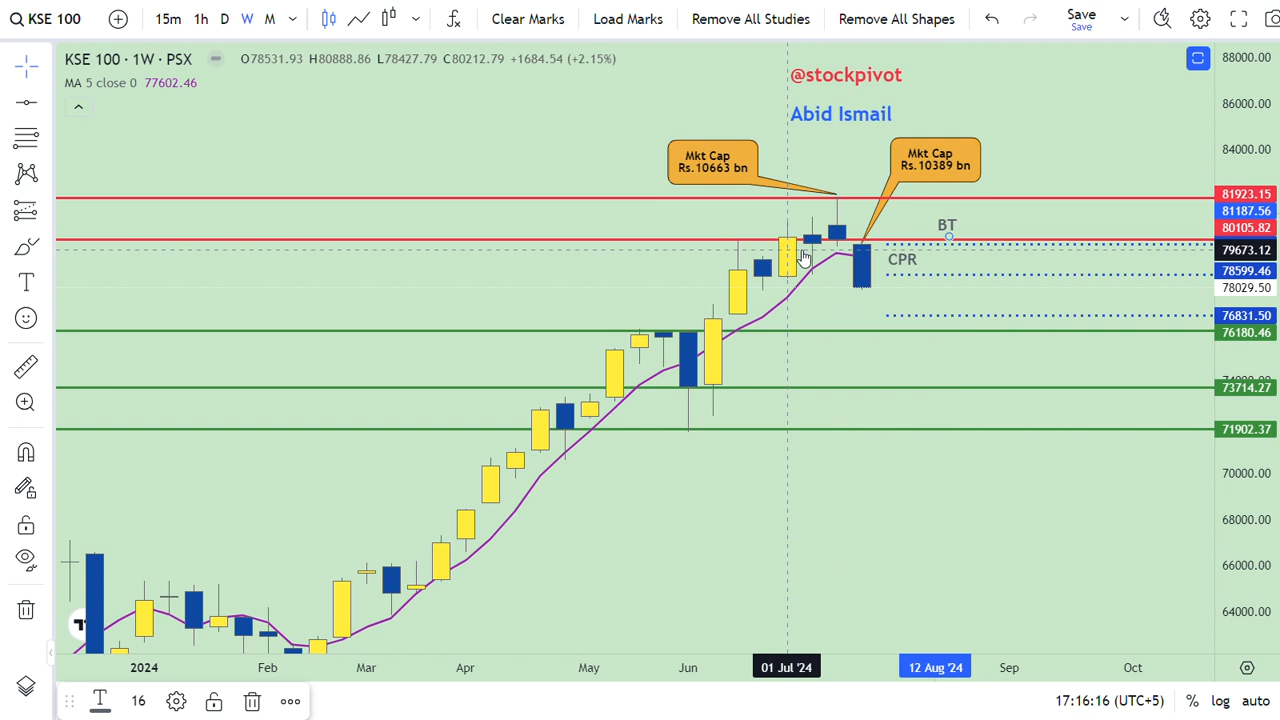 KSE 100
15m 1h D W M
Clear Marks
Load Marks
Remove All Studies
Remove All Shapes
Save
Save
KSE 100 · 1W · PSX
O78531.93 H80888.86 L78427.79 C80212.79 +1684.54 (+2.15%)
MA 5 close 0 77602.46
@stockpivot
Abid Ismail
Mkt Cap
Rs.10663 bn
Mkt Cap
Rs.10389 bn
BT
CPR
88000.00
86000.00
84000.00
81923.15
81187.56
80105.82
79673.12
78599.46
78029.50
76831.50
76180.46
73714.27
71902.37
70000.00
68000.00
66000.00
64000.00
2024
Feb
Mar
Apr
May
Jun
01 Jul '24
12 Aug '24
Sep
Oct
T 16
17:16:16 (UTC+5)
% log auto